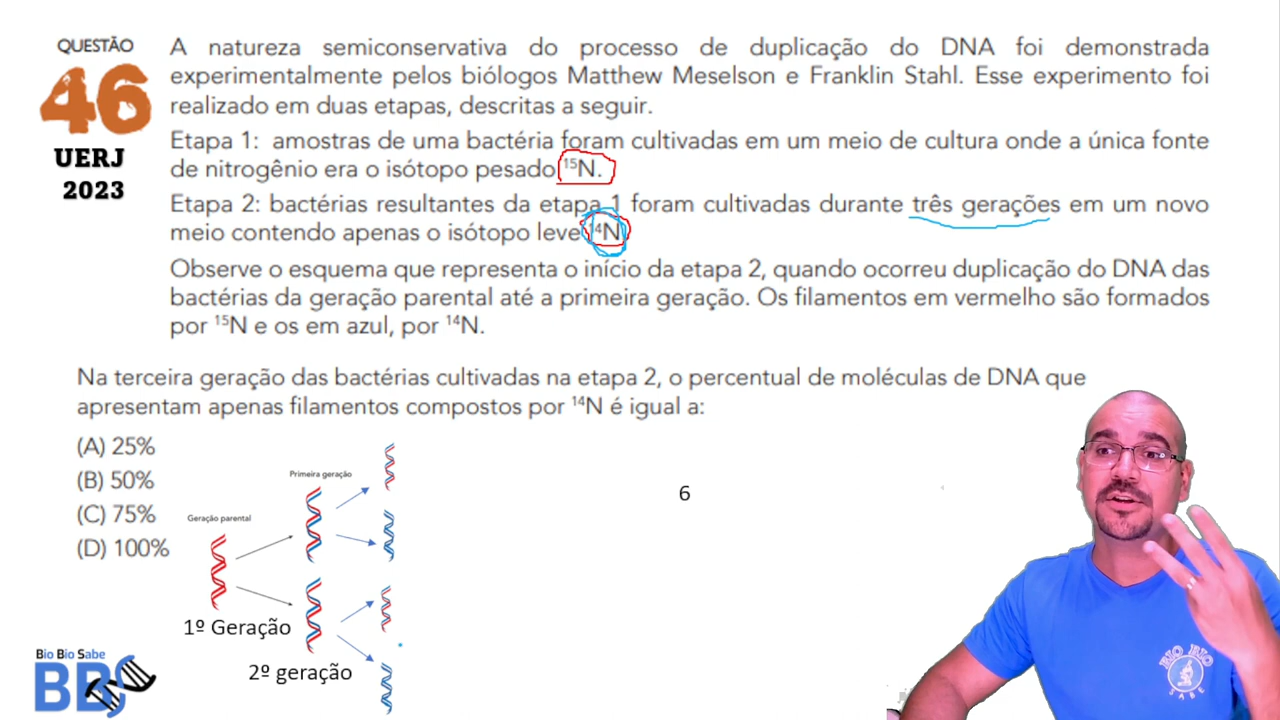 QUESTÃO
46
UERJ
2023
A natureza semiconservativa do processo de duplicação do DNA foi demonstrada
experimentalmente pelos biólogos Matthew Meselson e Franklin Stahl. Esse experimento foi
realizado em duas etapas, descritas a seguir.
Etapa 1: amostras de uma bactéria foram cultivadas em um meio de cultura onde a única fonte
de nitrogênio era o isótopo pesado ¹⁵N.
Etapa 2: bactérias resultantes da etapa 1 foram cultivadas durante três gerações em um novo
meio contendo apenas o isótopo leve ¹⁴N
Observe o esquema que representa o início da etapa 2, quando ocorreu duplicação do DNA das
bactérias da geração parental até a primeira geração. Os filamentos em vermelho são formados
por ¹⁵N e os em azul, por ¹⁴N.
Na terceira geração das bactérias cultivadas na etapa 2, o percentual de moléculas de DNA que
apresentam apenas filamentos compostos por ¹⁴N é igual a:
(A) 25%
(B) 50%
(C) 75%
(D) 100%
Primeira geração
Geração parental
1º Geração
2º geração
6
Bio Bio Sabe
BBS
BIO BIO
SABE